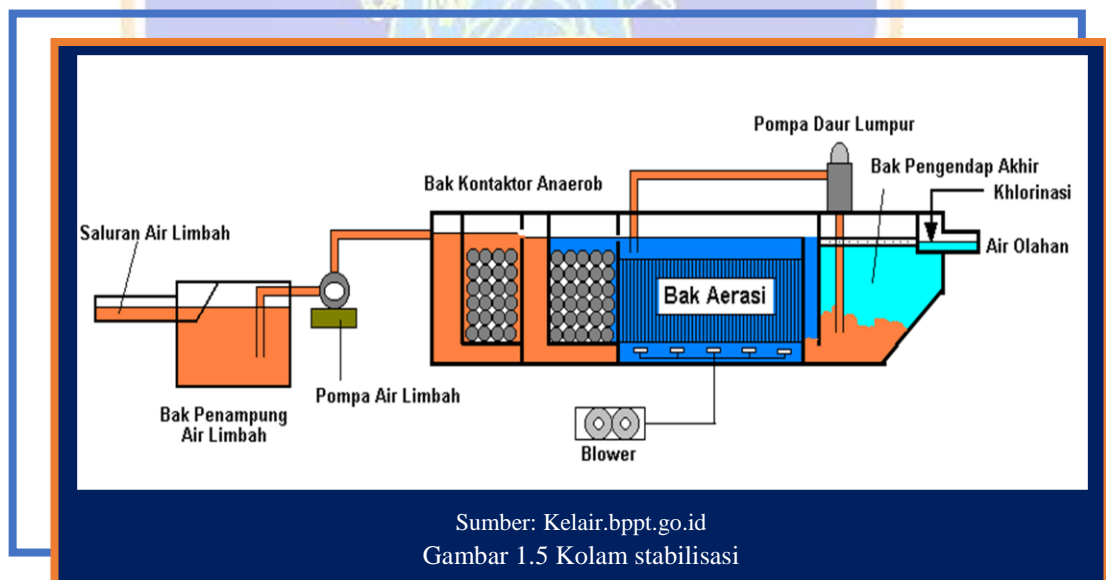 Pompa Daur Lumpur
Bak Pengendap Akhir
Bak Kontaktor Anaerob
Khlorinasi
Saluran Air Limbah
Air Olahan
Bak Aerasi
Pompa Air Limbah
Bak Penampung
Air Limbah
Blower
Sumber: Kelair.bppt.go.id
Gambar 1.5 Kolam stabilisasi